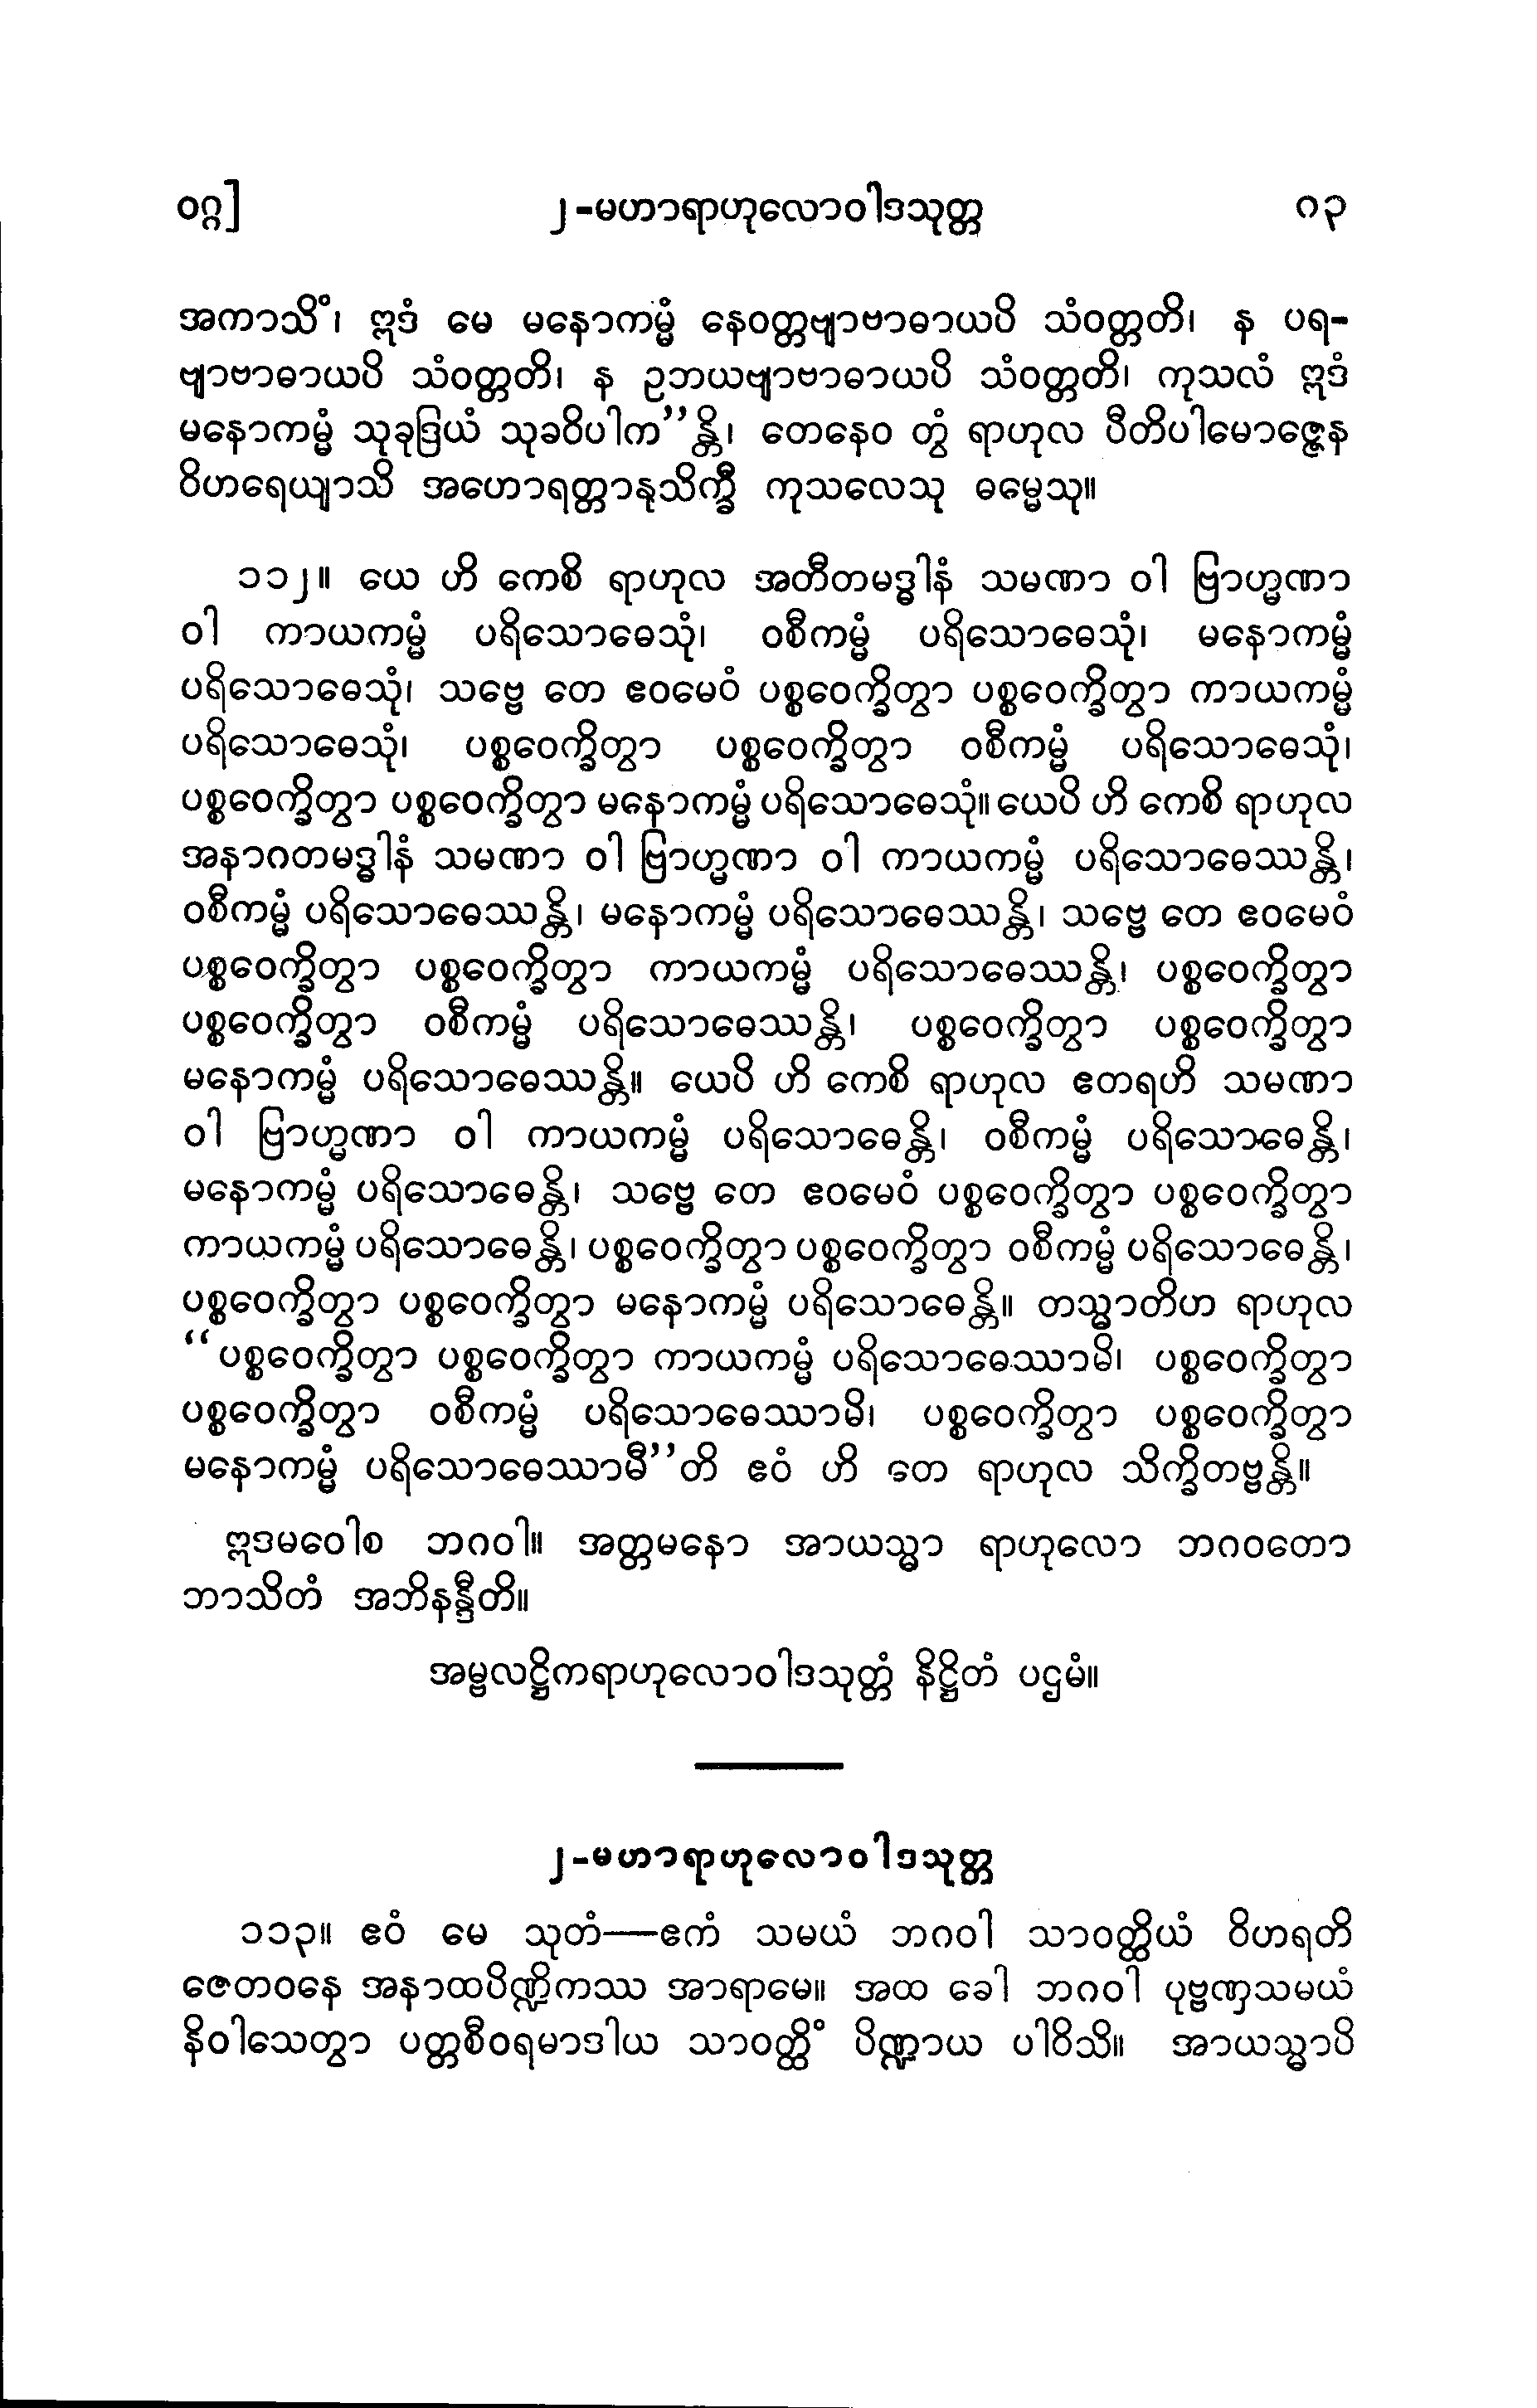 ဝဂ္ဂ]
၂-မဟာရာဟုလောဝါဒသုတ္တ
၈၃
အကာသိံ၊ ဣဒံ မေ မနောကမ္မံ နေဝတ္တဗျာဗာဓာယပိ သံဝတ္တတိ၊ န ပရ-
ဗျာဗာဓာယပိ သံဝတ္တတိ၊ န ဥဘယဗျာဗာဓာယပိ သံဝတ္တတိ၊ ကုသလံ ဣဒံ
မနောကမ္မံ သုခုဒြယံ သုခဝိပါက”န္တိ၊ တေနေဝ တွံ ရာဟုလ ပီတိပါမောဇ္ဇေန
ဝိဟရေယျာသိ အဟောရတ္တာနုသိက္ခီ ကုသလေသု ဓမ္မေသု။
၁၁၂။ ယေ ဟိ ကေစိ ရာဟုလ အတီတမဒ္ဓါနံ သမဏာ ဝါ ဗြာဟ္မဏာ
ဝါ ကာယကမ္မံ ပရိသောဓေသုံ၊ ဝစီကမ္မံ ပရိသောဓေသုံ၊ မနောကမ္မံ
ပရိသောဓေသုံ၊ သဗ္ဗေ တေ ဧဝမေဝံ ပစ္စဝေက္ခိတွာ ပစ္စဝေက္ခိတွာ ကာယကမ္မံ
ပရိသောဓေသုံ၊ ပစ္စဝေက္ခိတွာ ပစ္စဝေက္ခိတွာ ဝစီကမ္မံ ပရိသောဓေသုံ၊
ပစ္စဝေက္ခိတွာ ပစ္စဝေက္ခိတွာ မနောကမ္မံ ပရိသောဓေသုံ။ ယေပိ ဟိ ကေစိ ရာဟုလ
အနာဂတမဒ္ဓါနံ သမဏာ ဝါ ဗြာဟ္မဏာ ဝါ ကာယကမ္မံ ပရိသောဓေဿန္တိ၊
ဝစီကမ္မံ ပရိသောဓေဿန္တိ၊ မနောကမ္မံ ပရိသောဓေဿန္တိ၊ သဗ္ဗေ တေ ဧဝမေဝံ
ပစ္စဝေက္ခိတွာ ပစ္စဝေက္ခိတွာ ကာယကမ္မံ ပရိသောဓေဿန္တိ၊ ပစ္စဝေက္ခိတွာ
ပစ္စဝေက္ခိတွာ ဝစီကမ္မံ ပရိသောဓေဿန္တိ၊ ပစ္စဝေက္ခိတွာ ပစ္စဝေက္ခိတွာ
မနောကမ္မံ ပရိသောဓေဿန္တိ။ ယေပိ ဟိ ကေစိ ရာဟုလ ဧတရဟိ သမဏာ
ဝါ ဗြာဟ္မဏာ ဝါ ကာယကမ္မံ ပရိသောဓေန္တိ၊ ဝစီကမ္မံ ပရိသောဓေန္တိ၊
မနောကမ္မံ ပရိသောဓေန္တိ၊ သဗ္ဗေ တေ ဧဝမေဝံ ပစ္စဝေက္ခိတွာ ပစ္စဝေက္ခိတွာ
ကာယကမ္မံ ပရိသောဓေန္တိ၊ ပစ္စဝေက္ခိတွာ ပစ္စဝေက္ခိတွာ ဝစီကမ္မံ ပရိသောဓေန္တိ၊
ပစ္စဝေက္ခိတွာ ပစ္စဝေက္ခိတွာ မနောကမ္မံ ပရိသောဓေန္တိ။ တသ္မာတိဟ ရာဟုလ
“ပစ္စဝေက္ခိတွာ ပစ္စဝေက္ခိတွာ ကာယကမ္မံ ပရိသောဓေဿာမိ၊ ပစ္စဝေက္ခိတွာ
ပစ္စဝေက္ခိတွာ ဝစီကမ္မံ ပရိသောဓေဿာမိ၊ ပစ္စဝေက္ခိတွာ ပစ္စဝေက္ခိတွာ
မနောကမ္မံ ပရိသောဓေဿာမီ”တိ ဧဝံ ဟိ တေ ရာဟုလ သိက္ခိတဗ္ဗန္တိ။
ဣဒမဝေါစ ဘဂဝါ။ အတ္တမနော အာယသ္မာ ရာဟုလော ဘဂဝတော
ဘာသိတံ အဘိနန္ဒီတိ။
အမ္ဗလဋ္ဌိကရာဟုလောဝါဒသုတ္တံ နိဋ္ဌိတံ ပဌမံ။
၂-မဟာရာဟုလောဝါဒသုတ္တ
၁၁၃။ ဧဝံ မေ သုတံ—ဧကံ သမယံ ဘဂဝါ သာဝတ္ထိယံ ဝိဟရတိ
ဇေတဝနေ အနာထပိဏ္ဍိကဿ အာရာမေ။ အထ ခေါ ဘဂဝါ ပုဗ္ဗဏှသမယံ
နိဝါသေတွာ ပတ္တစီဝရမာဒါယ သာဝတ္ထိံ ပိဏ္ဍာယ ပါဝိသိ။ အာယသ္မာပိ